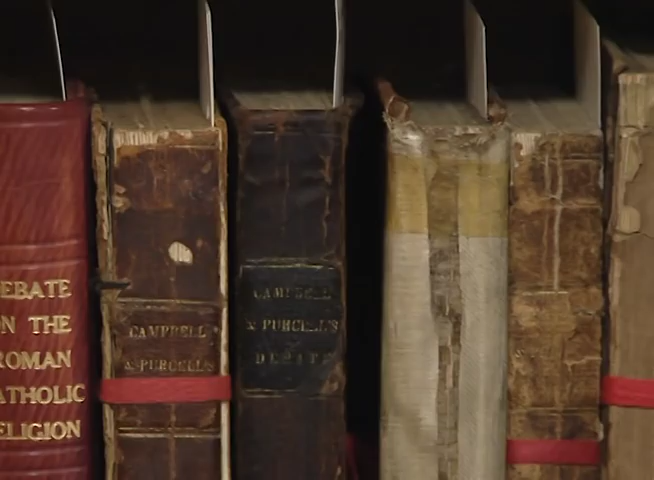 EBATE
N THE
ROMAN
ATHOLIC
ELIGION
CAMPBELL
& PURCELL'S
CAMPBELL
& PURCELL'S
DEBATE